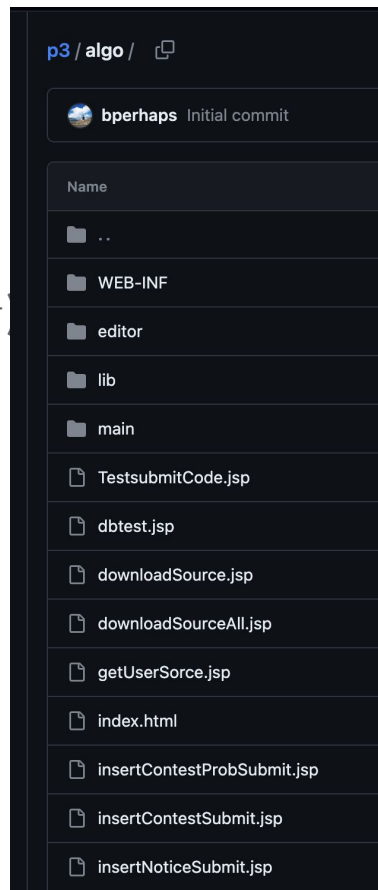 p3 / algo /
bperhaps Initial commit
Name
..
WEB-INF
editor
lib
main
TestsubmitCode.jsp
dbtest.jsp
downloadSource.jsp
downloadSourceAll.jsp
getUserSorce.jsp
index.html
insertContestProbSubmit.jsp
insertContestSubmit.jsp
insertNoticeSubmit.jsp